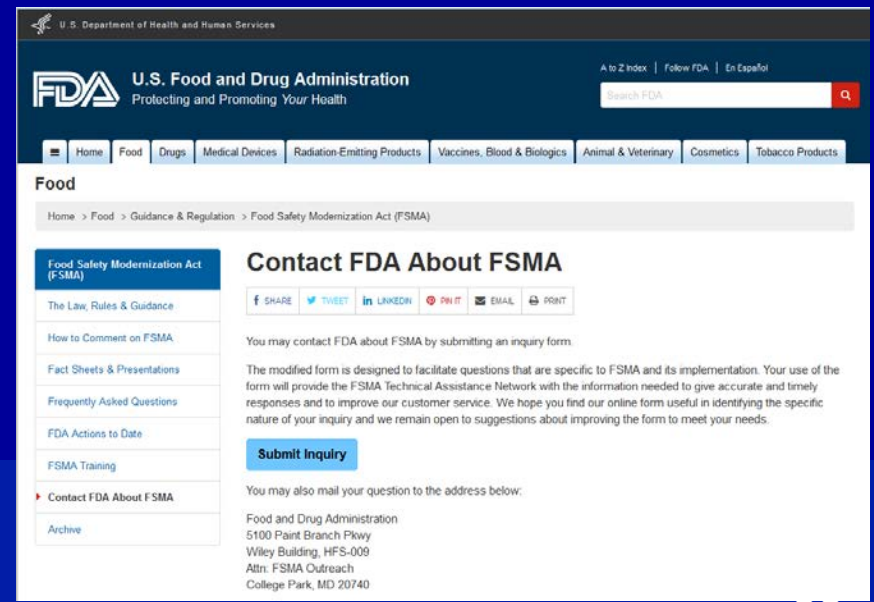 U.S. Department of Health and Human Services
FDA
U.S. Food and Drug Administration
Protecting and Promoting Your Health
A to Z Index | Follow FDA | En Español
Search FDA
Home Food Drugs Medical Devices Radiation-Emitting Products Vaccines, Blood & Biologics Animal & Veterinary Cosmetics Tobacco Products
Food
Home > Food > Guidance & Regulation > Food Safety Modernization Act (FSMA)
Food Safety Modernization Act
(FSMA)
The Law, Rules & Guidance
How to Comment on FSMA
Fact Sheets & Presentations
Frequently Asked Questions
FDA Actions to Date
FSMA Training
Contact FDA About FSMA
Archive
Contact FDA About FSMA
SHARE TWEET LINKEDIN PIN IT EMAIL PRINT
You may contact FDA about FSMA by submitting an inquiry form.
The modified form is designed to facilitate questions that are specific to FSMA and its implementation. Your use of the
form will provide the FSMA Technical Assistance Network with the information needed to give accurate and timely
responses and to improve our customer service. We hope you find our online form useful in identifying the specific
nature of your inquiry and we remain open to suggestions about improving the form to meet your needs.
Submit Inquiry
You may also mail your question to the address below:
Food and Drug Administration
5100 Paint Branch Pkwy
Wiley Building, HFS-009
Attn: FSMA Outreach
College Park, MD 20740